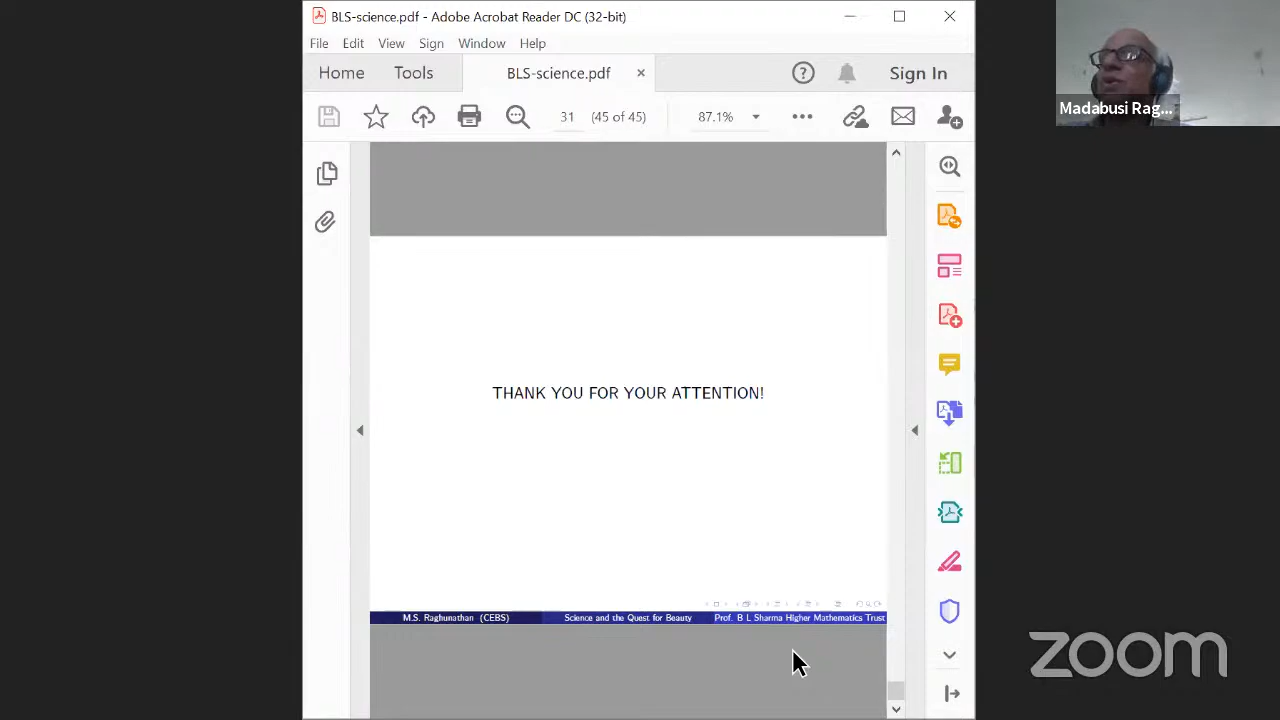 BLS-science.pdf - Adobe Acrobat Reader DC (32-bit)
File Edit View Sign Window Help
Home Tools BLS-science.pdf × ? Sign In
31 (45 of 45) 87.1%
Madabusi Rag...
THANK YOU FOR YOUR ATTENTION!
M.S. Raghunathan (CEBS) Science and the Quest for Beauty Prof. B L Sharma Higher Mathematics Trust
zoom